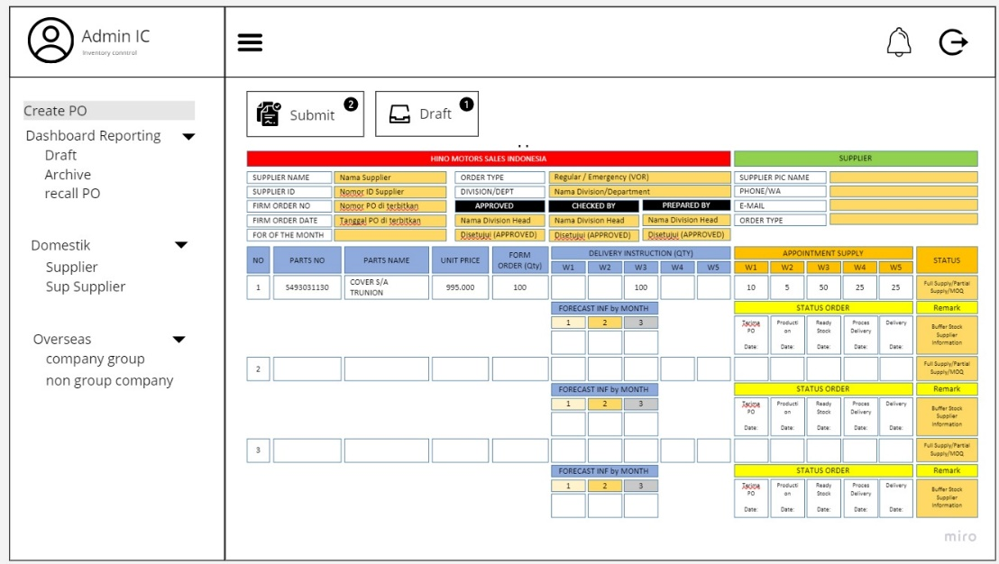 Admin IC
Inventory conntrol
Create PO
Dashboard Reporting
Draft
Archive
recall PO
Domestik
Supplier
Sup Supplier
Overseas
company group
non group company
Submit 2
Draft 1
HINO MOTORS SALES INDONESIA
SUPPLIER
SUPPLIER NAME Nama Supplier ORDER TYPE Regular / Emergency (VOR) SUPPLIER PIC NAME
SUPPLIER ID Nomor ID Supplier DIVISION/DEPT Nama Division/Department PHONE/WA
FIRM ORDER NO Nomor PO di terbitkan APPROVED CHECKED BY PREPARED BY E-MAIL
FIRM ORDER DATE Tanggal PO di terbitkan Nama Division Head Nama Division Head Nama Division Head ORDER TYPE
FOR OF THE MONTH Disetujui (APPROVED) Disetujui (APPROVED) Disetujui (APPROVED)
NO PARTS NO PARTS NAME UNIT PRICE FORM ORDER (Qty) DELIVERY INSTRUCTION (QTY) APPOINTMENT SUPPLY STATUS
W1 W2 W3 W4 W5 W1 W2 W3 W4 W5
1 S493031130 COVER S/A TRUNION 995.000 100 100 10 5 50 25 25 Full Supply/Partial Supply/MOQ
FORECAST INF by MONTH STATUS ORDER Remark
1 2 3 Terima PO Producti on Ready Stock Proces Delivery Delivery Buffer Stock Supplier Information
Date: Date: Date: Date: Date:
2 Full Supply/Partial Supply/MOQ
FORECAST INF by MONTH STATUS ORDER Remark
1 2 3 Terima PO Producti on Ready Stock Proces Delivery Delivery Buffer Stock Supplier Information
Date: Date: Date: Date: Date:
3 Full Supply/Partial Supply/MOQ
FORECAST INF by MONTH STATUS ORDER Remark
1 2 3 Terima PO Producti on Ready Stock Proces Delivery Delivery Buffer Stock Supplier Information
Date: Date: Date: Date: Date:
miro